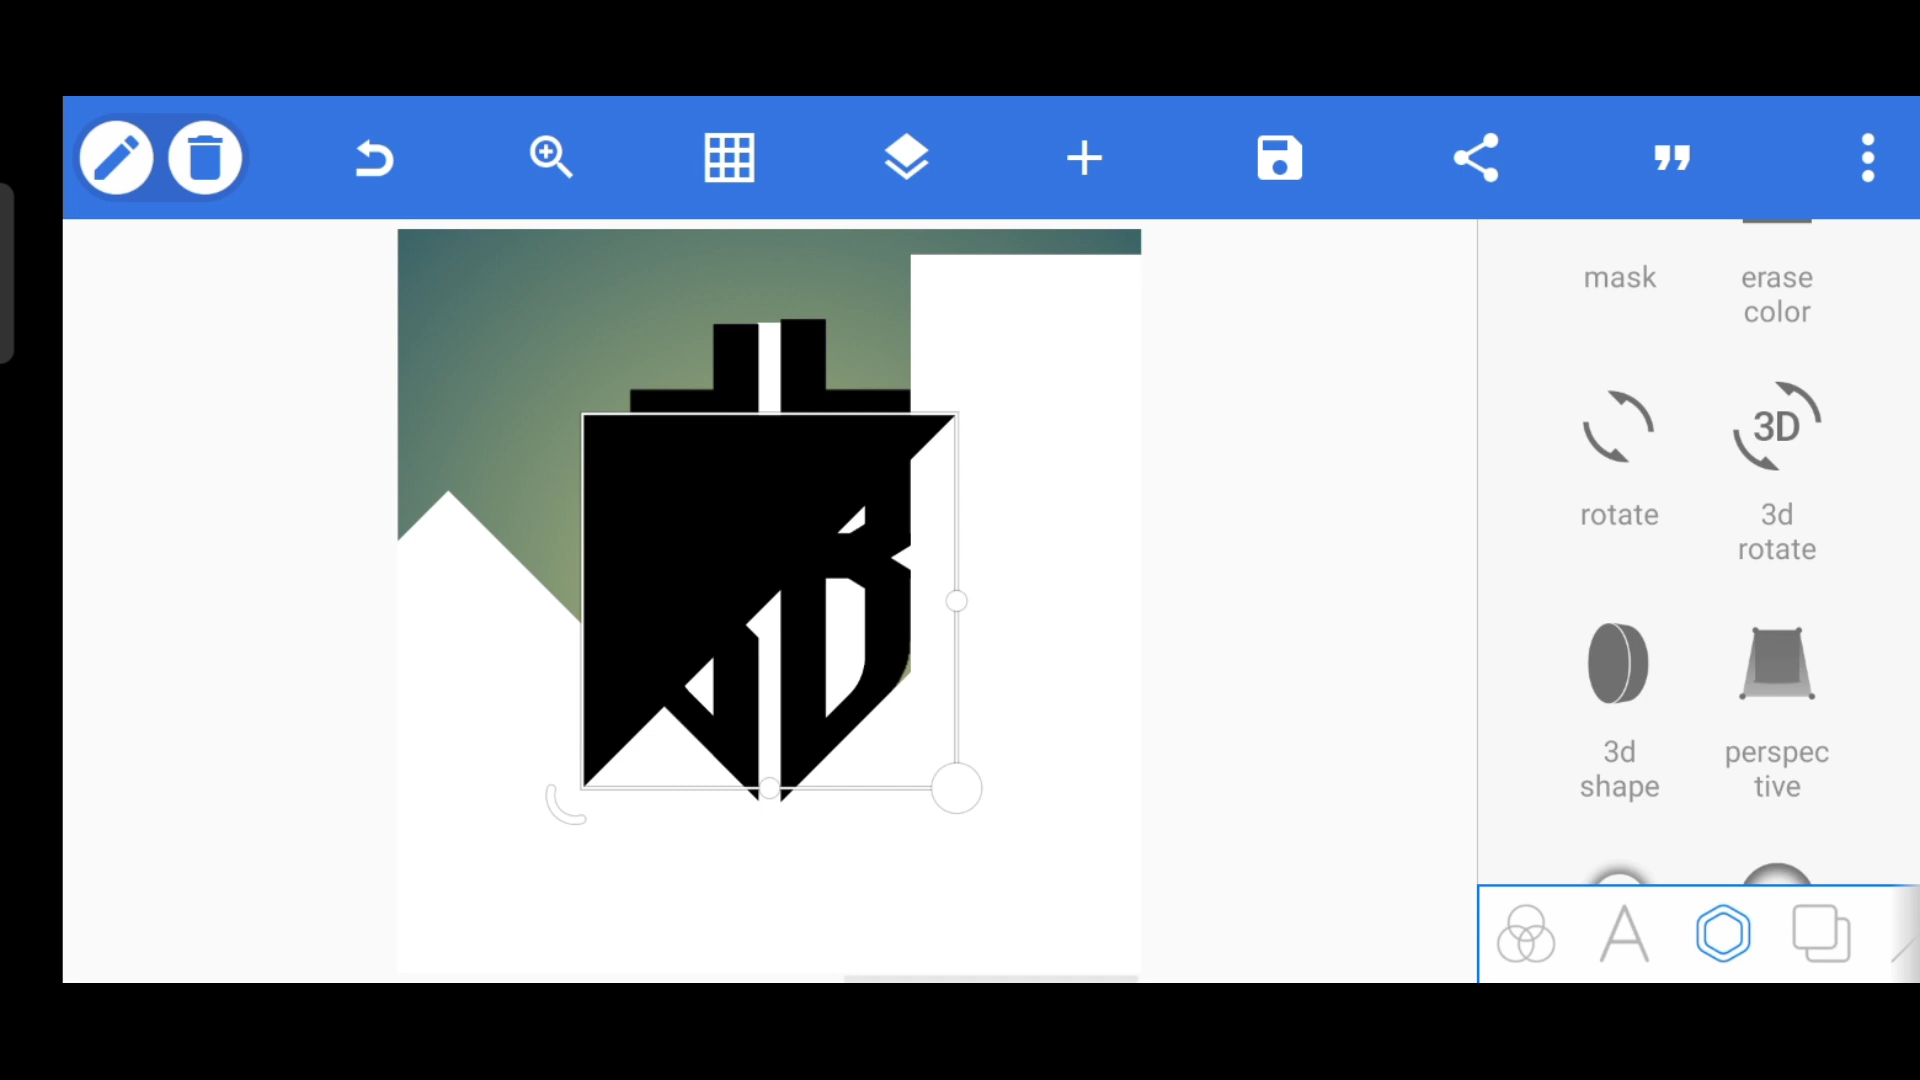 mask
erase
color
3D
rotate
3d
rotate
3d
shape
perspec
tive
A
B